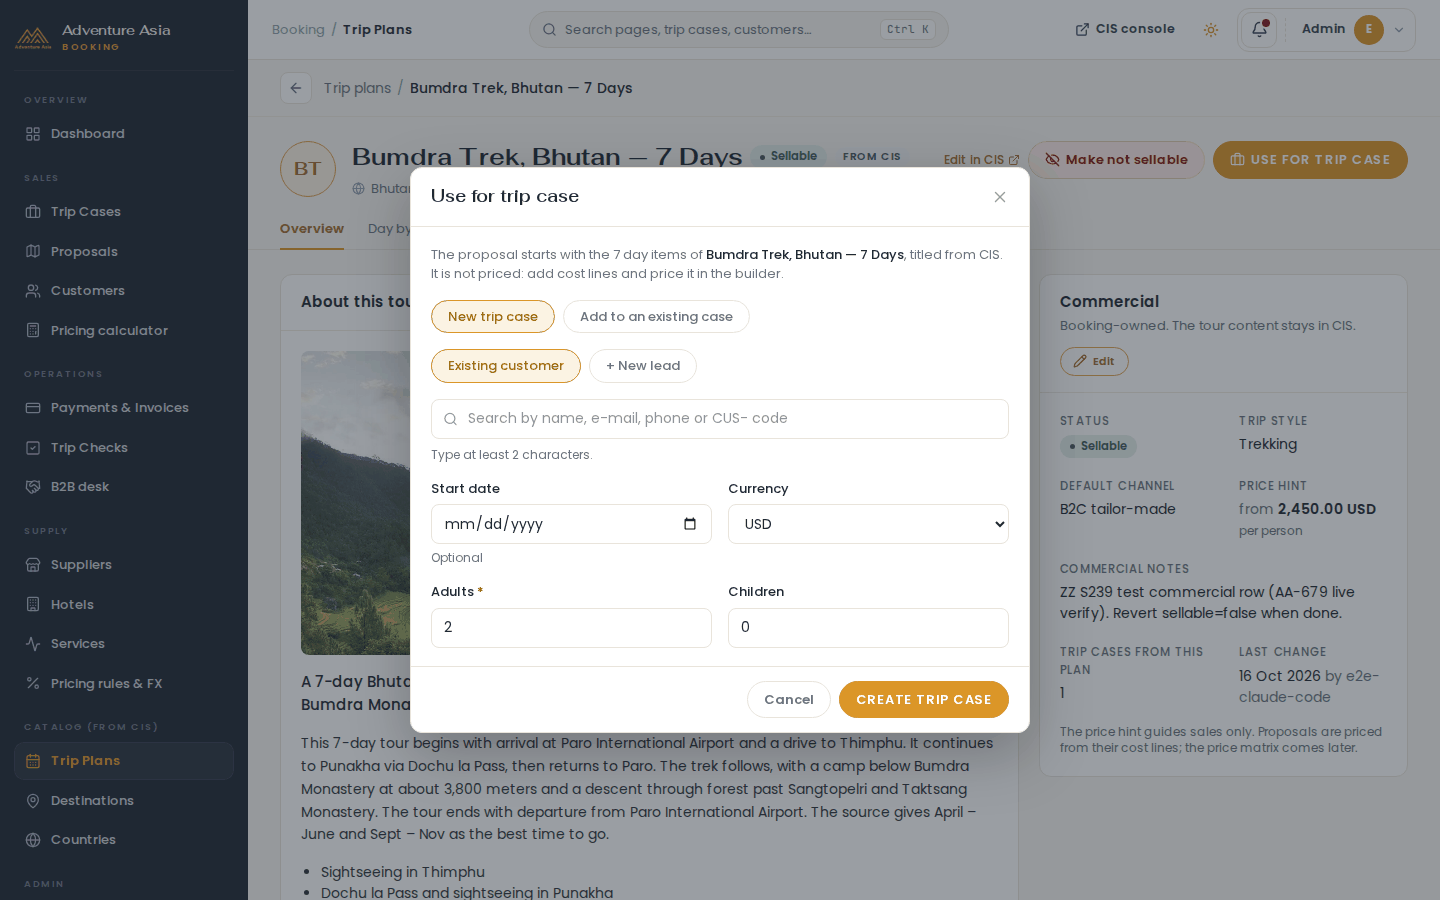 Adventure Asia
BOOKING
Booking / Trip Plans
Search pages, trip cases, customers... Ctrl K
CIS console
Admin E
OVERVIEW
Dashboard
SALES
Trip Cases
Proposals
Customers
Pricing calculator
OPERATIONS
Payments & Invoices
Trip Checks
B2B desk
SUPPLY
Suppliers
Hotels
Services
Pricing rules & FX
CATALOG (FROM CIS)
Trip Plans
Destinations
Countries
ADMIN
Trip plans / Bumdra Trek, Bhutan — 7 Days
BT
Bumdra Trek, Bhutan — 7 Days Sellable FROM CIS
Edit in CIS
Make not sellable
USE FOR TRIP CASE
Overview
Use for trip case
The proposal starts with the 7 day items of Bumdra Trek, Bhutan — 7 Days, titled from CIS.
It is not priced: add cost lines and price it in the builder.
New trip case Add to an existing case
Existing customer + New lead
Search by name, e-mail, phone or CUS- code
Type at least 2 characters.
Start date Currency
mm/dd/yyyy USD
Optional
Adults * Children
2 0
Cancel CREATE TRIP CASE
This 7-day tour begins with arrival at Paro International Airport and a drive to Thimphu. It continues
to Punakha via Dochu la Pass, then returns to Paro. The trek follows, with a camp below Bumdra
Monastery at about 3,800 meters and a descent through forest past Sangtopelri and Taktsang
Monastery. The tour ends with departure from Paro International Airport. The source gives April –
June and Sept – Nov as the best time to go.
Sightseeing in Thimphu
Dochu la Pass and sightseeing in Punakha
Commercial
Booking-owned. The tour content stays in CIS.
Edit
STATUS TRIP STYLE
Sellable Trekking
DEFAULT CHANNEL PRICE HINT
B2C tailor-made from 2,450.00 USD
per person
COMMERCIAL NOTES
ZZ S239 test commercial row (AA-679 live
verify). Revert sellable=false when done.
TRIP CASES FROM THIS
PLAN
1
LAST CHANGE
16 Oct 2026 by e2e-
claude-code
The price hint guides sales only. Proposals are priced
from their cost lines; the price matrix comes later.